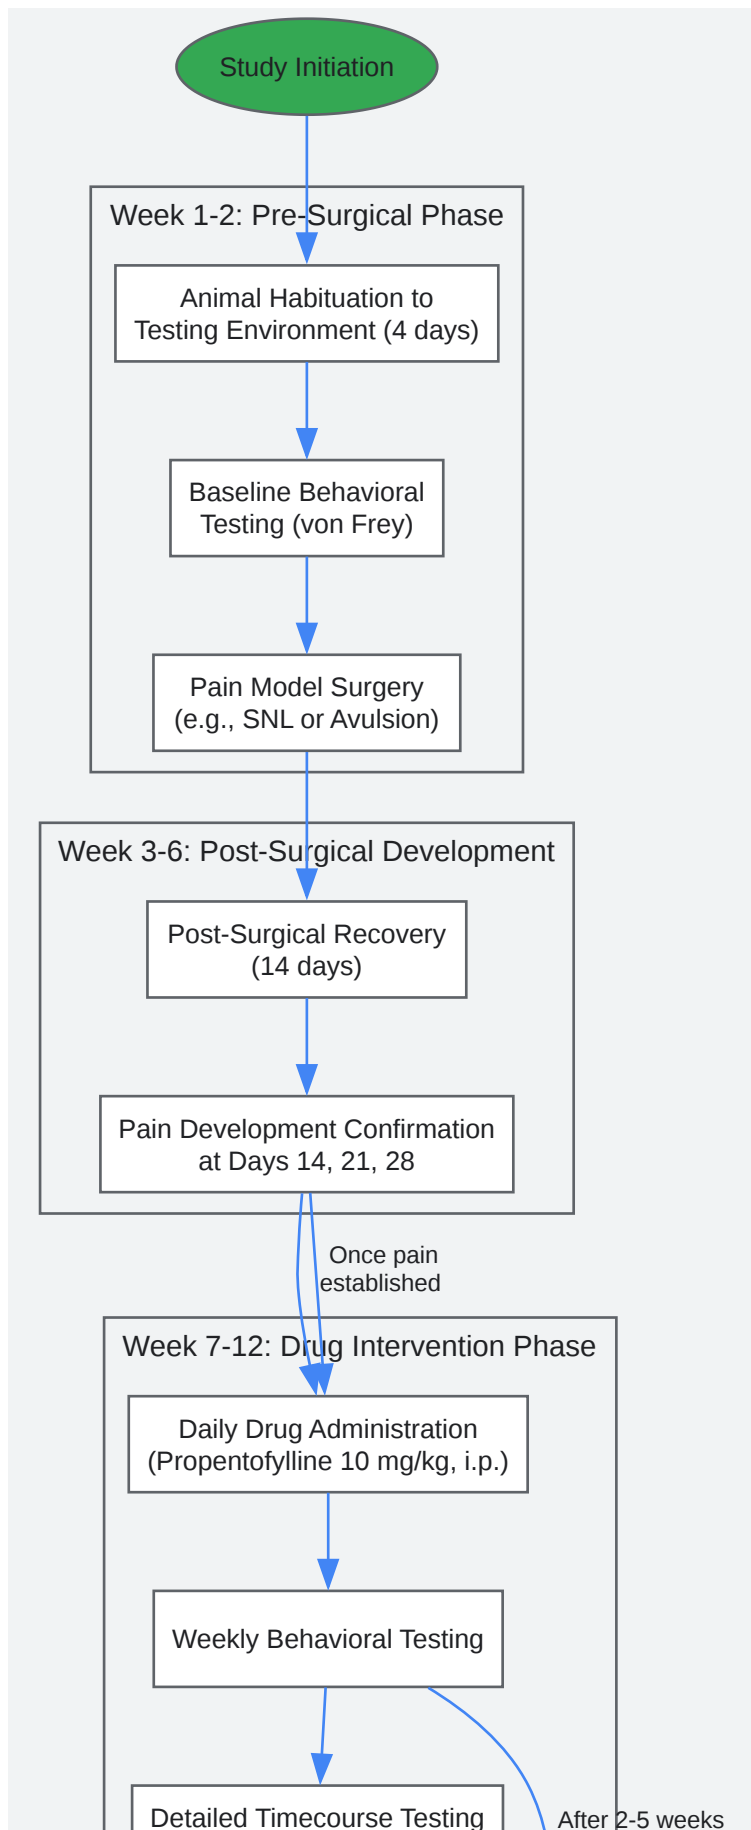 Study Initiation
Week 1-2: Pre-Surgical Phase
Animal Habituation to
Testing Environment (4 days)
Baseline Behavioral
Testing (von Frey)
Pain Model Surgery
(e.g., SNL or Avulsion)
Week 3-6: Post-Surgical Development
Post-Surgical Recovery
(14 days)
Pain Development Confirmation
at Days 14, 21, 28
Once pain
established
Week 7-12: Drug Intervention Phase
Daily Drug Administration
(Propentofylline 10 mg/kg, i.p.)
Weekly Behavioral Testing
Detailed Timecourse Testing
After 2-5 weeks